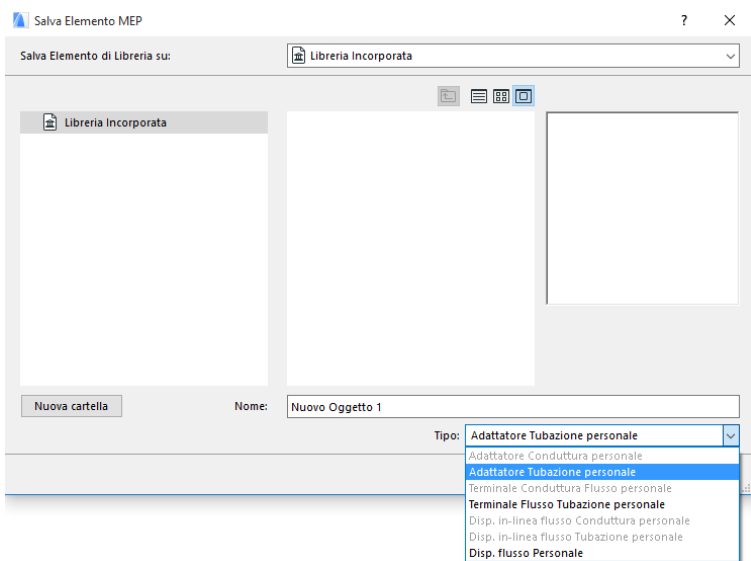 Salva Elemento MEP
Salva Elemento di Libreria su:
Libreria Incorporata
Libreria Incorporata
Nuova cartella
Nome:
Nuovo Oggetto 1
Tipo:
Adattatore Tubazione personale
Adattatore Conduttura personale
Adattatore Tubazione personale
Terminale Conduttura Flusso personale
Terminale Flusso Tubazione personale
Disp. in-linea flusso Conduttura personale
Disp. in-linea flusso Tubazione personale
Disp. flusso Personale